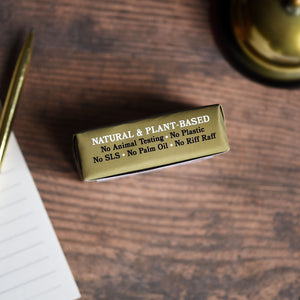 NATURAL & PLANT-BASED
No Animal Testing • No Plastic
No SLS • No Palm Oil • No Riff Raff